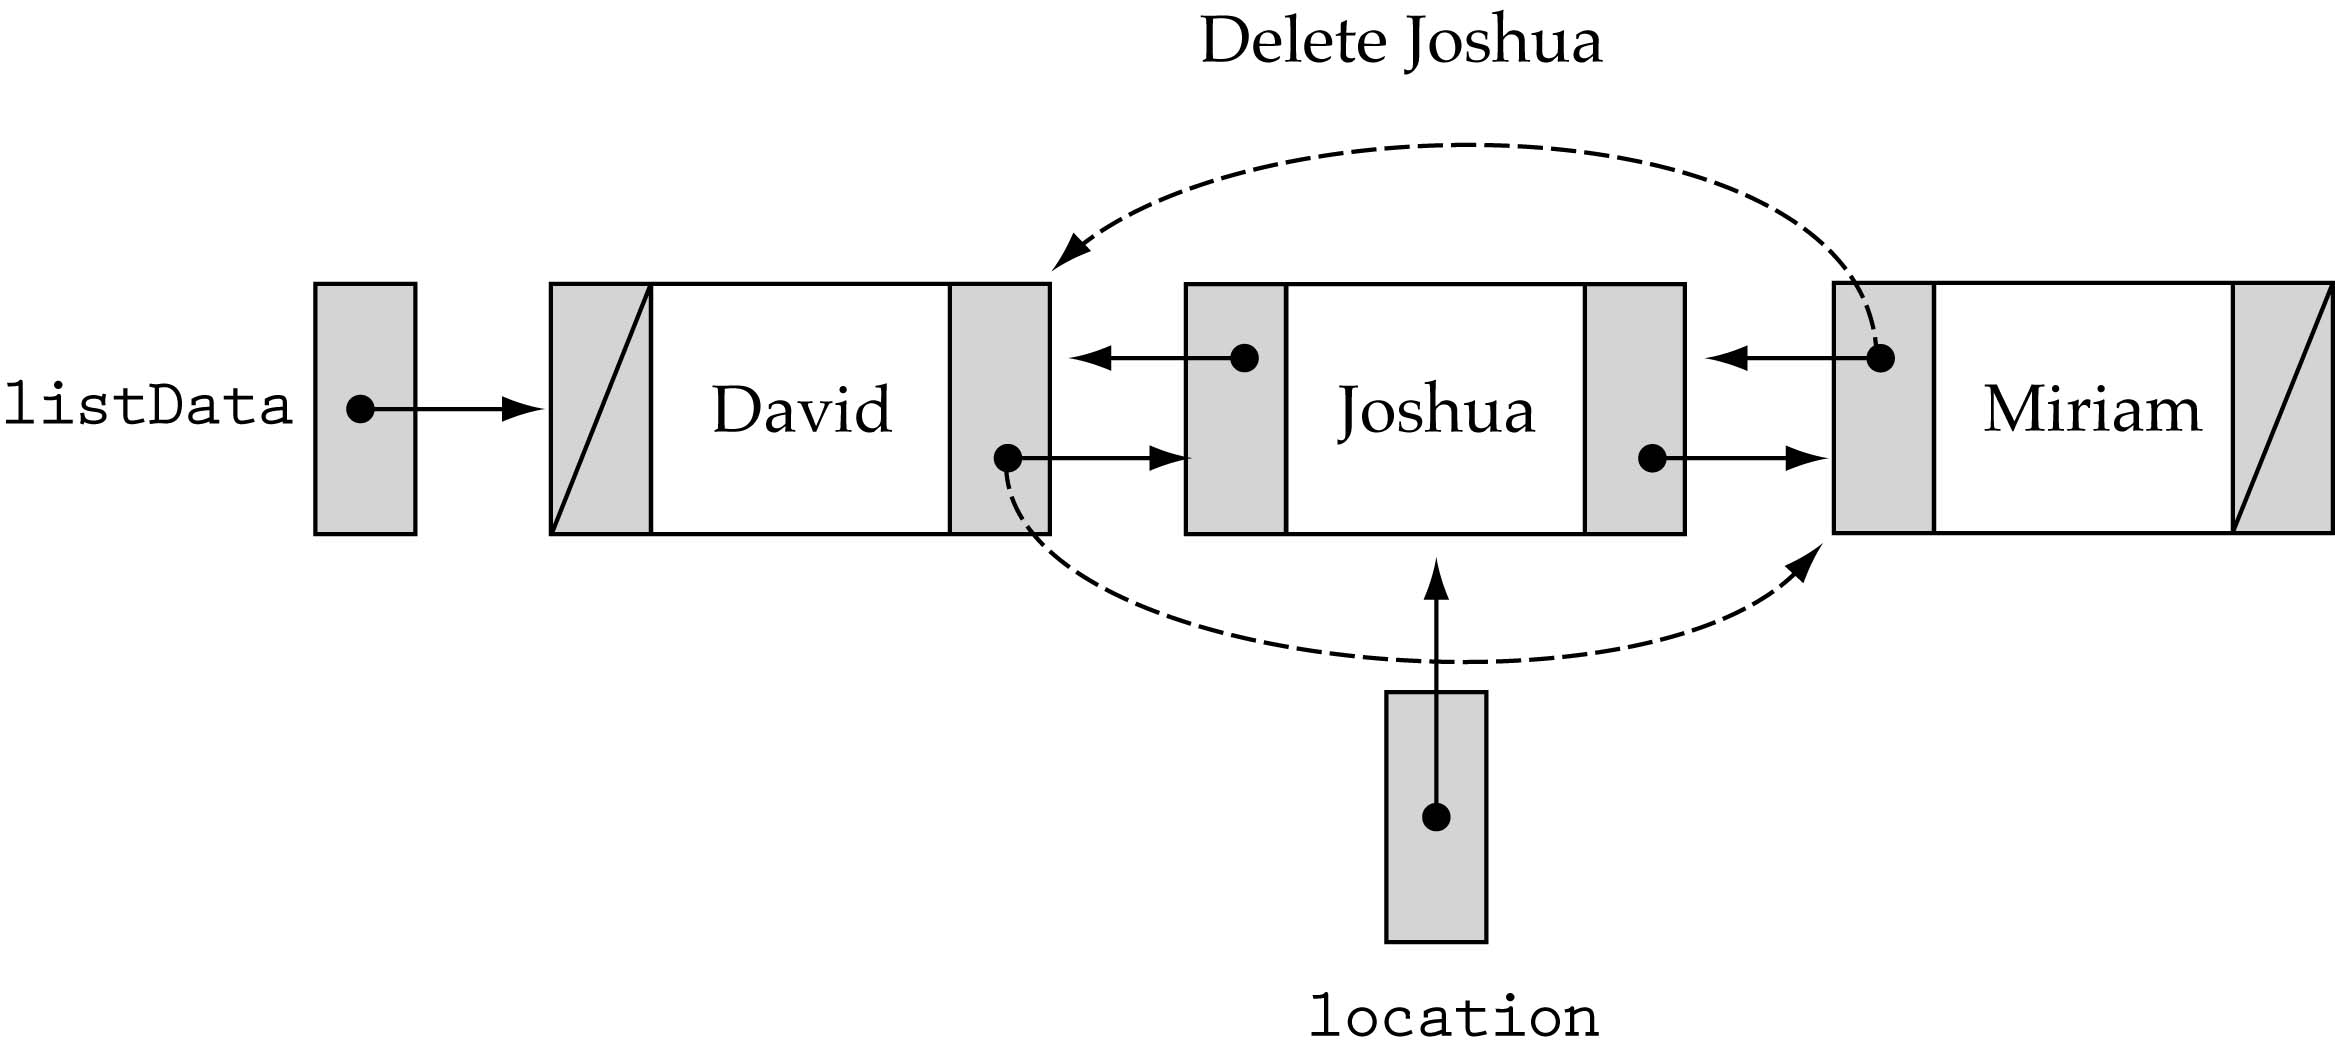 Delete Joshua
listData
David
Joshua
Miriam
location